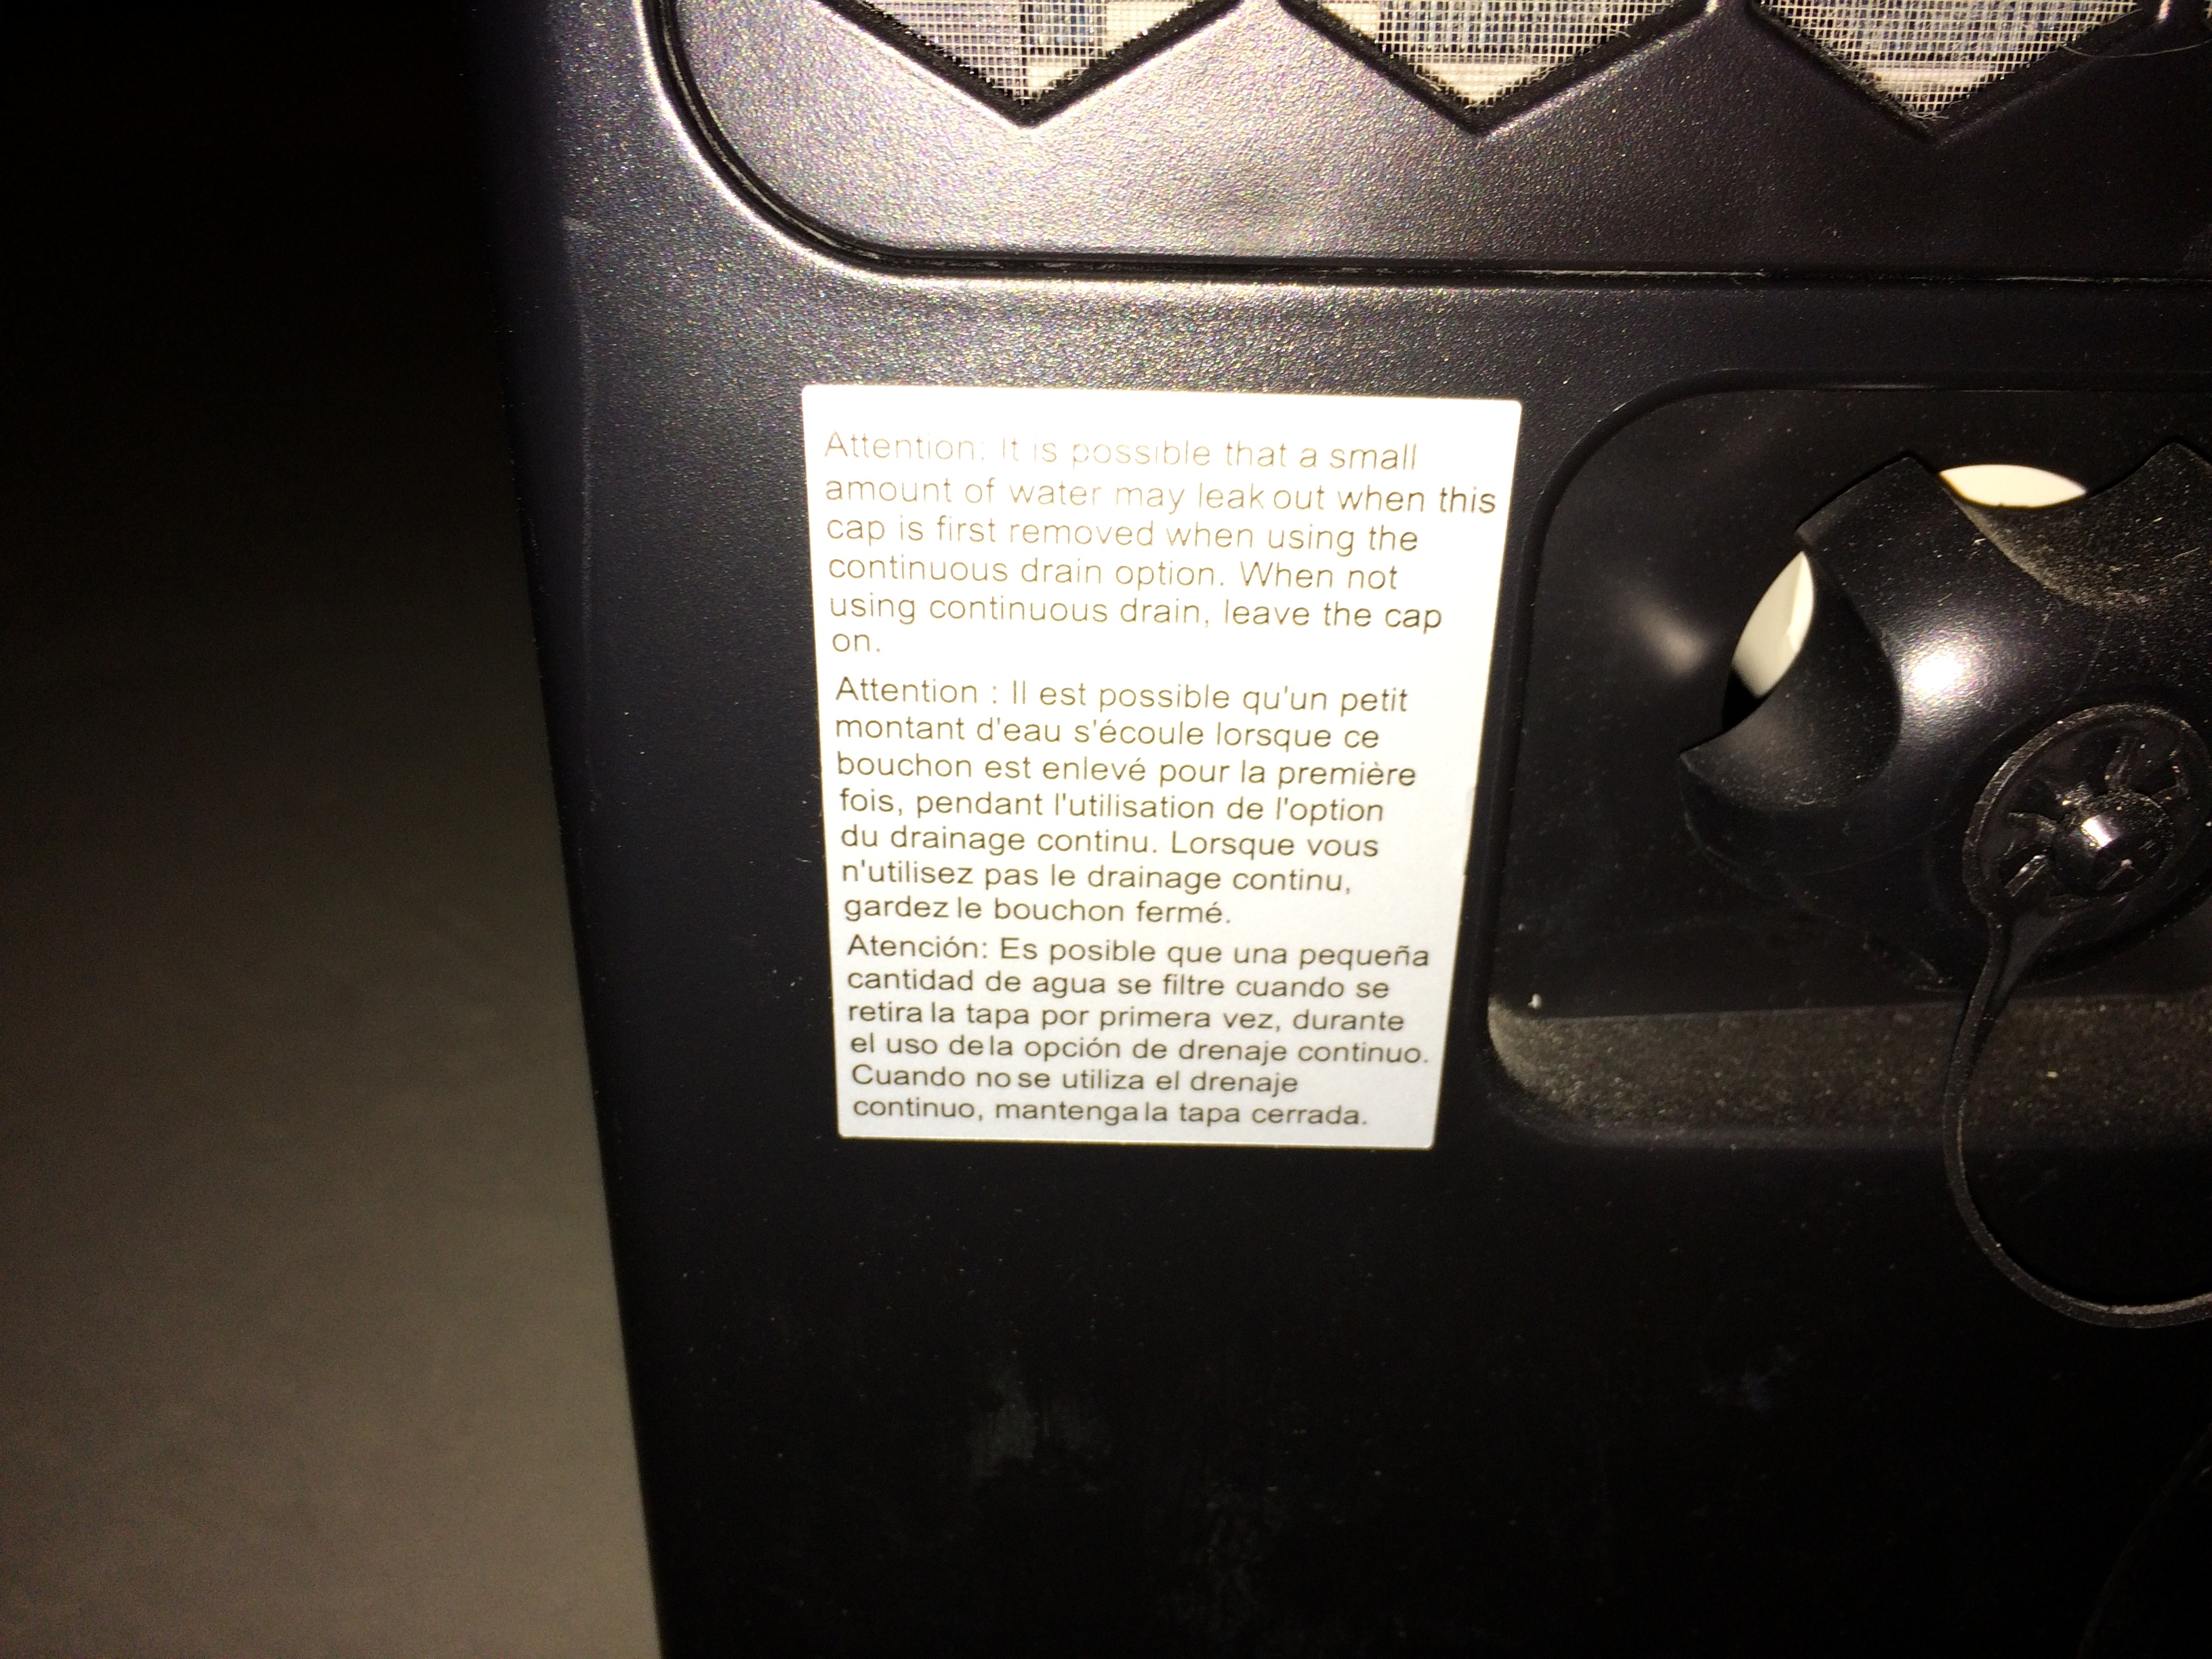 Attention: It is possible that a small
amount of water may leak out when this
cap is first removed when using the
continuous drain option. When not
using continuous drain, leave the cap
on.
Attention : Il est possible qu'un petit
montant d'eau s'écoule lorsque ce
bouchon est enlevé pour la première
fois, pendant l'utilisation de l'option
du drainage continu. Lorsque vous
n'utilisez pas le drainage continu,
gardez le bouchon fermé.
Atención: Es posible que una pequeña
cantidad de agua se filtre cuando se
retira la tapa por primera vez, durante
el uso de la opción de drenaje continuo.
Cuando no se utiliza el drenaje
continuo, mantenga la tapa cerrada.